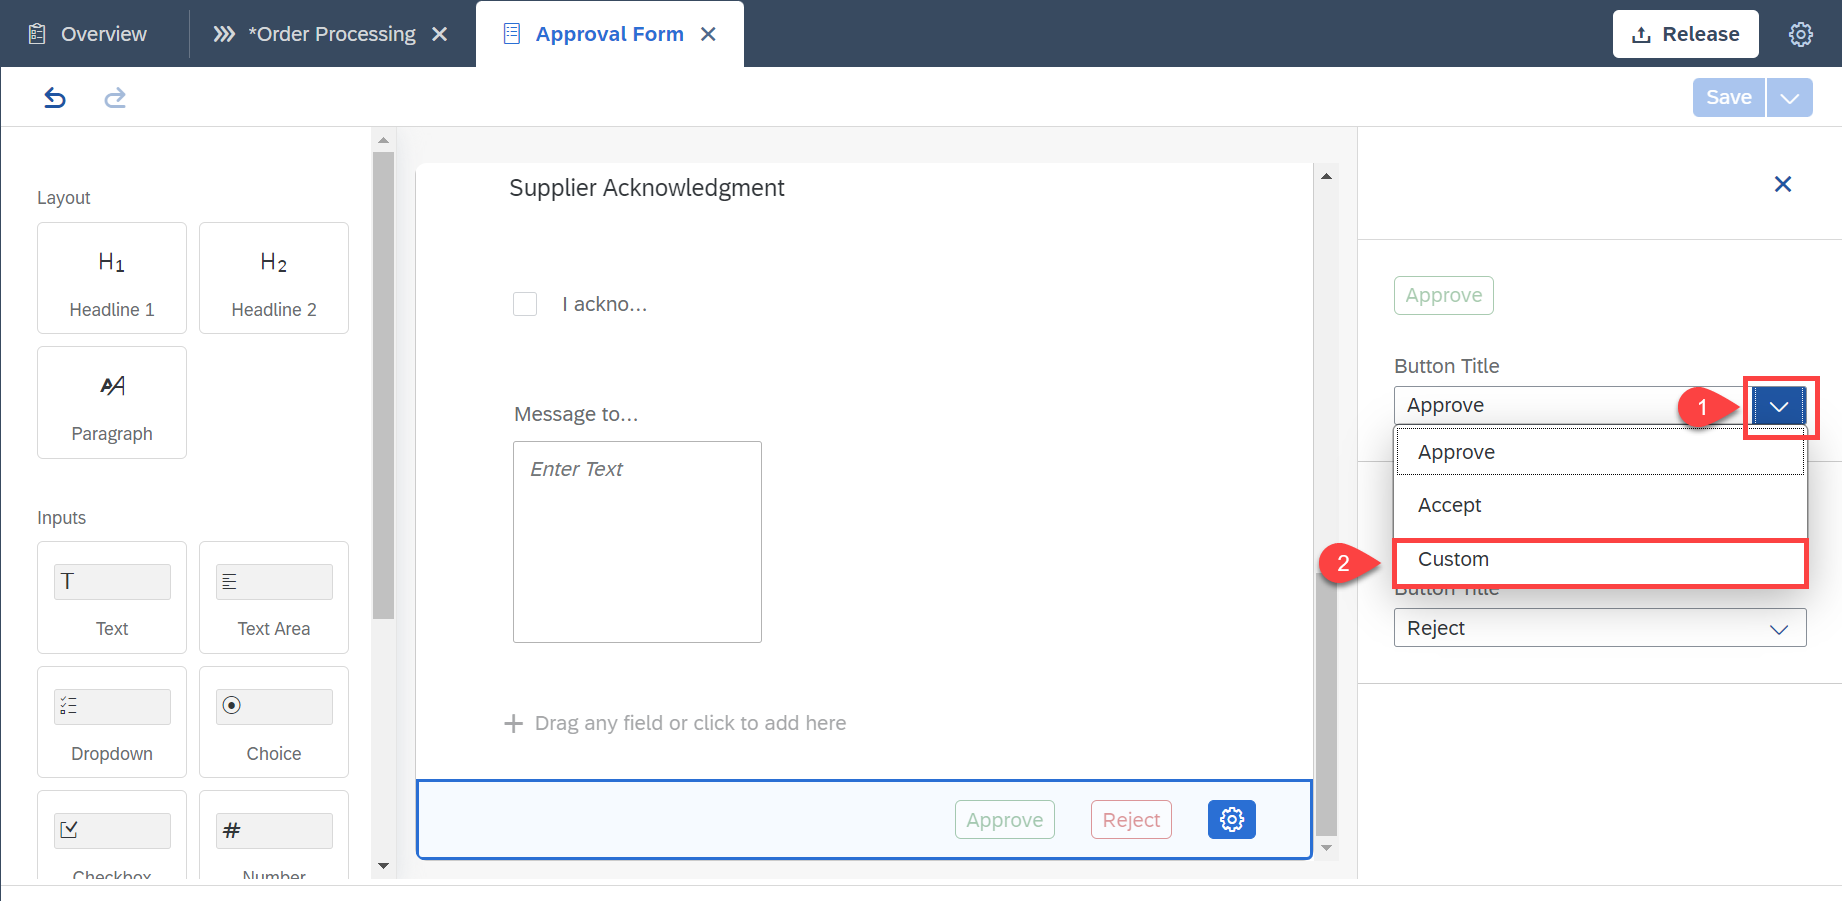 Overview
*Order Processing
Approval Form
Release
Save
Layout
H1
Headline 1
H2
Headline 2
AA
Paragraph
Inputs
T
Text
Text Area
Dropdown
Choice
Checkbox
#
Number
Supplier Acknowledgment
I ackno...
Message to...
Enter Text
Drag any field or click to add here
Approve
Reject
Approve
Button Title
Approve
1
Approve
Accept
2
Custom
Button Title
Reject